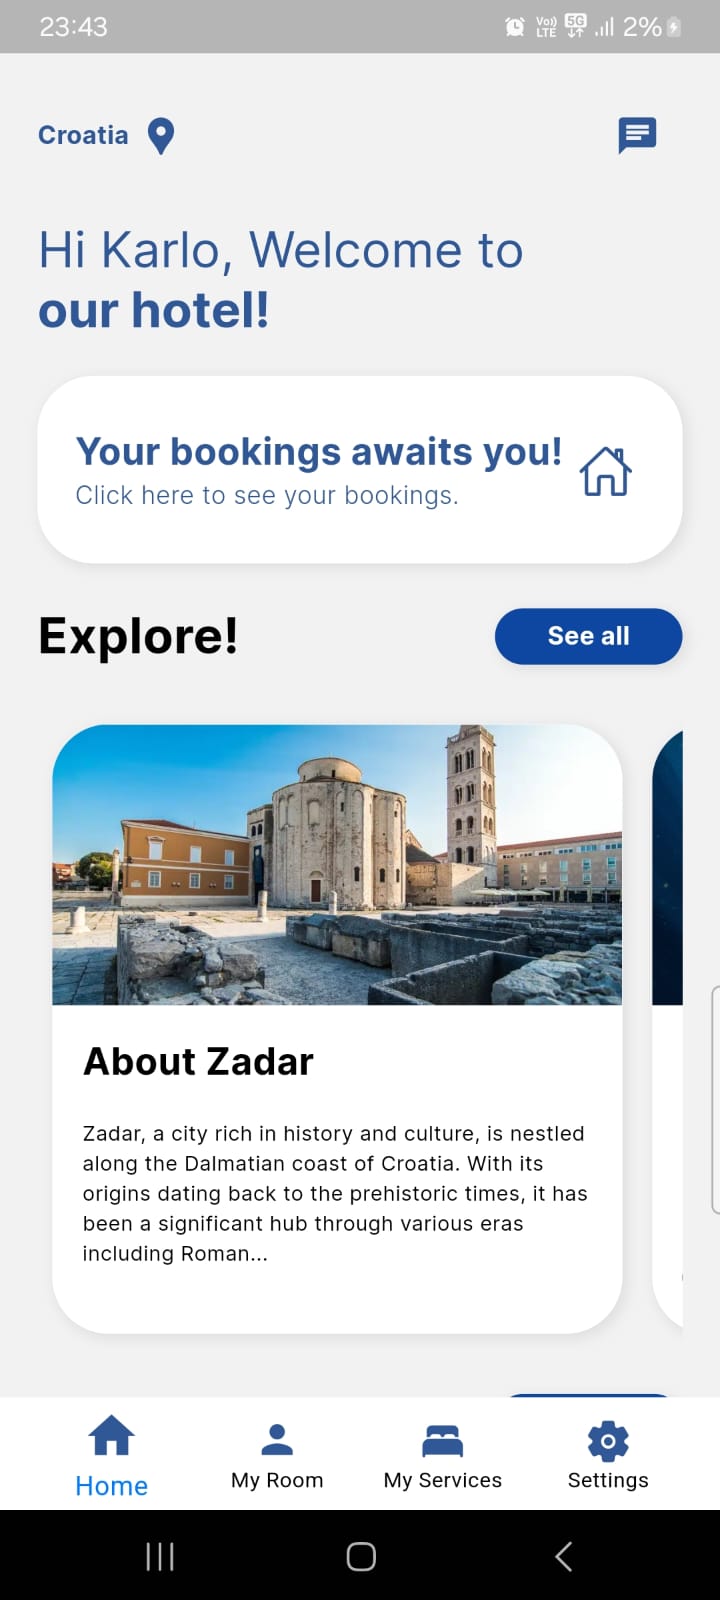 23:43
Vo)) LTE 5G 2%
Croatia
Hi Karlo, Welcome to
our hotel!
Your bookings awaits you!
Click here to see your bookings.
Explore!
See all
About Zadar
Zadar, a city rich in history and culture, is nestled
along the Dalmatian coast of Croatia. With its
origins dating back to the prehistoric times, it has
been a significant hub through various eras
including Roman...
Home
My Room
My Services
Settings